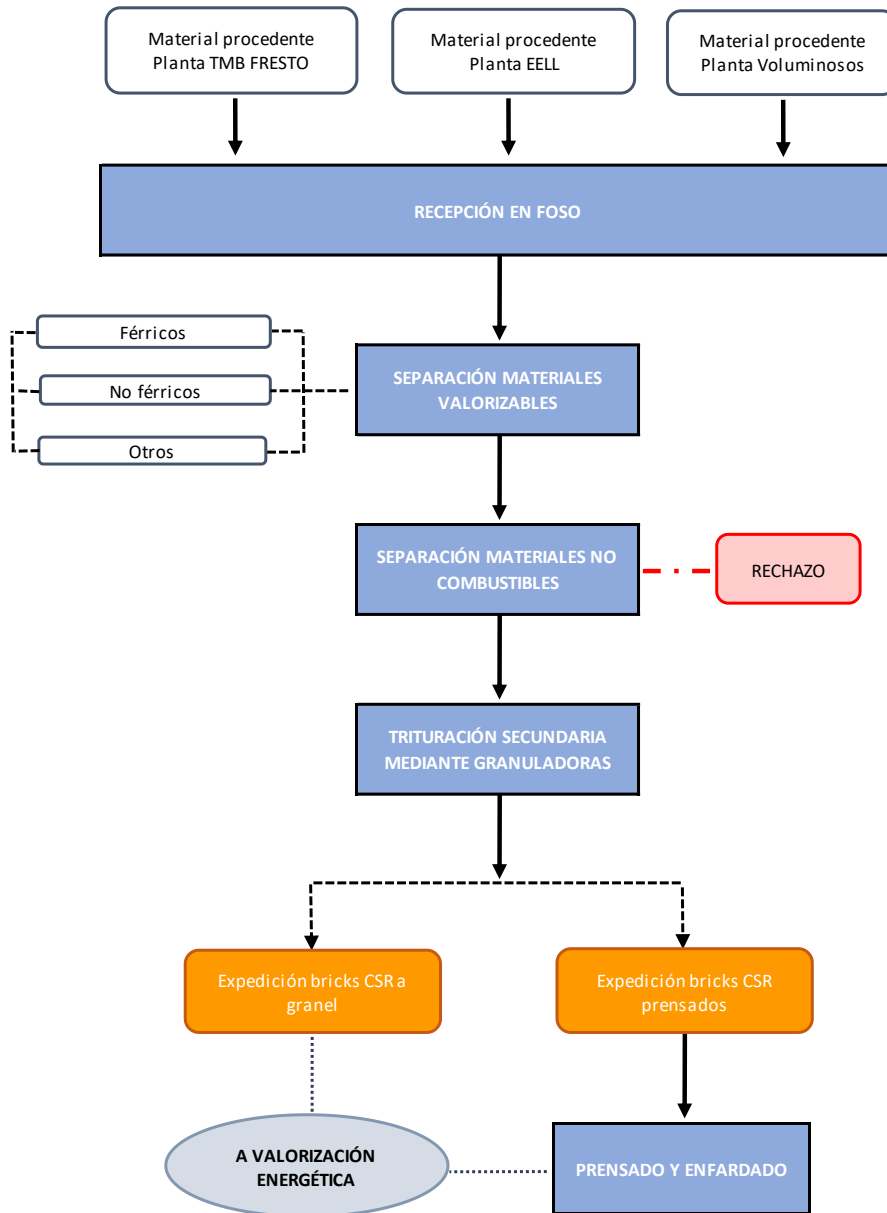 Material procedente
Planta TMB FRESTO
Material procedente
Planta EELL
Material procedente
Planta Voluminosos
RECEPCIÓN EN FOSO
Férricos
No férricos
Otros
SEPARACIÓN MATERIALES
VALORIZABLES
SEPARACIÓN MATERIALES NO
COMBUSTIBLES
RECHAZO
TRITURACIÓN SECUNDARIA
MEDIANTE GRANULADORAS
Expedición bricks CSR a
granel
Expedición bricks CSR
prensados
A VALORIZACIÓN
ENERGÉTICA
PRENSADO Y ENFARDADO